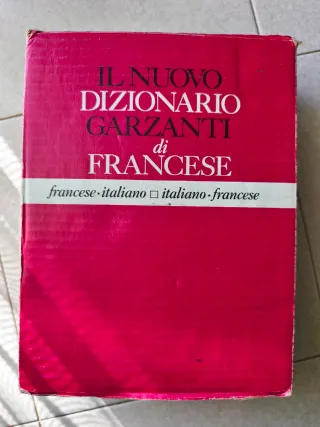 IL NUOVO
DIZIONARIO
GARZANTI
di
FRANCESE
francese·italiano □ italiano·francese